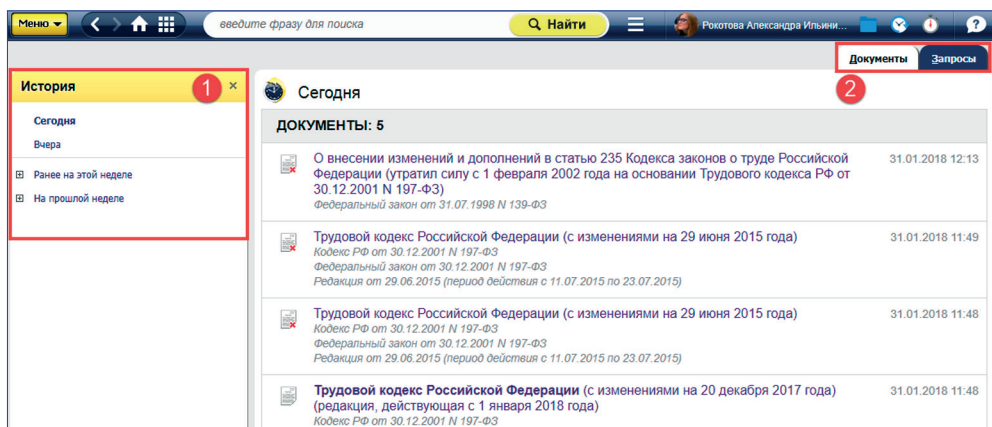 Меню
введите фразу для поиска
Найти
Рокотова Александра Ильини...
?
Документы
Запросы
История
1
×
2
Сегодня
Вчера
Ранее на этой неделе
На прошлой неделе
Сегодня
ДОКУМЕНТЫ: 5
О внесении изменений и дополнений в статью 235 Кодекса законов о труде Российской
31.01.2018 12:13
Федерации (утратил силу с 1 февраля 2002 года на основании Трудового кодекса РФ от
30.12.2001 N 197-ФЗ)
Федеральный закон от 31.07.1998 N 139-ФЗ
Трудовой кодекс Российской Федерации (с изменениями на 29 июня 2015 года)
31.01.2018 11:49
Кодекс РФ от 30.12.2001 N 197-ФЗ
Федеральный закон от 30.12.2001 N 197-ФЗ
Редакция от 29.06.2015 (период действия с 11.07.2015 по 23.07.2015)
Трудовой кодекс Российской Федерации (с изменениями на 29 июня 2015 года)
31.01.2018 11:48
Кодекс РФ от 30.12.2001 N 197-ФЗ
Федеральный закон от 30.12.2001 N 197-ФЗ
Редакция от 29.06.2015 (период действия с 11.07.2015 по 23.07.2015)
Трудовой кодекс Российской Федерации (с изменениями на 20 декабря 2017 года)
31.01.2018 11:48
(редакция, действующая с 1 января 2018 года)
Кодекс РФ от 30.12.2001 N 197-ФЗ